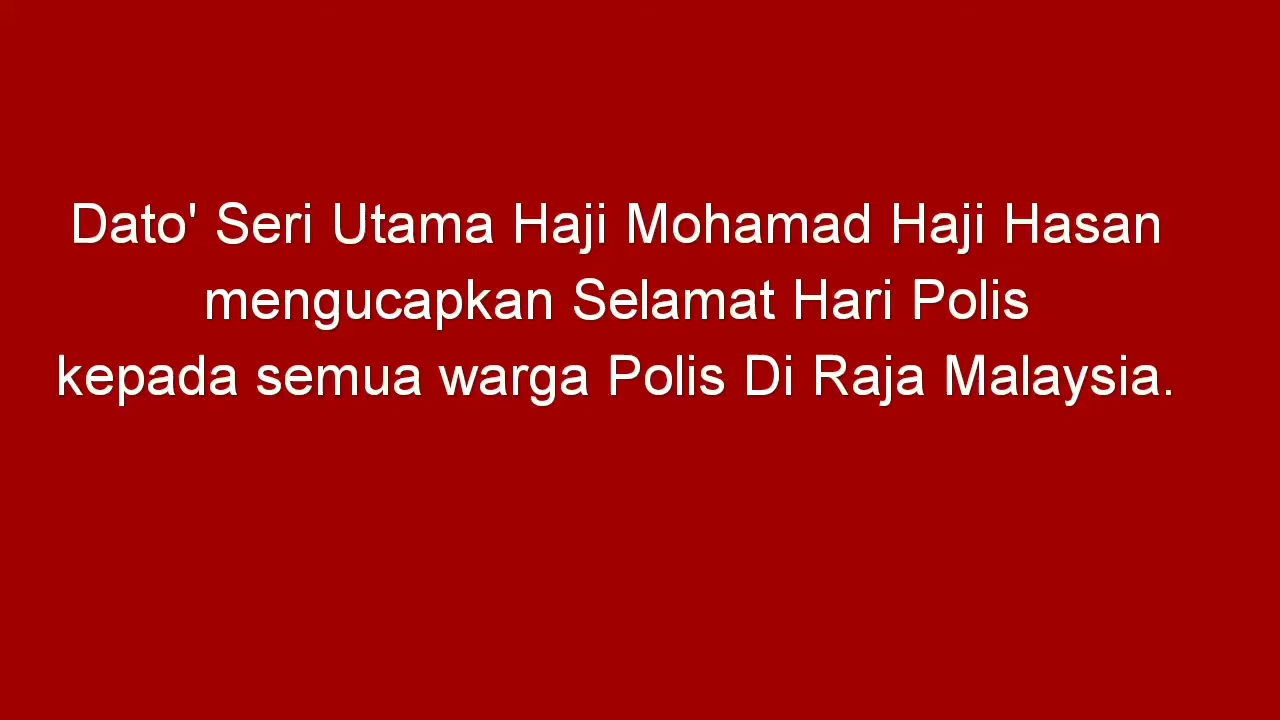 Dato' Seri Utama Haji Mohamad Haji Hasan
mengucapkan Selamat Hari Polis
kepada semua warga Polis Di Raja Malaysia.